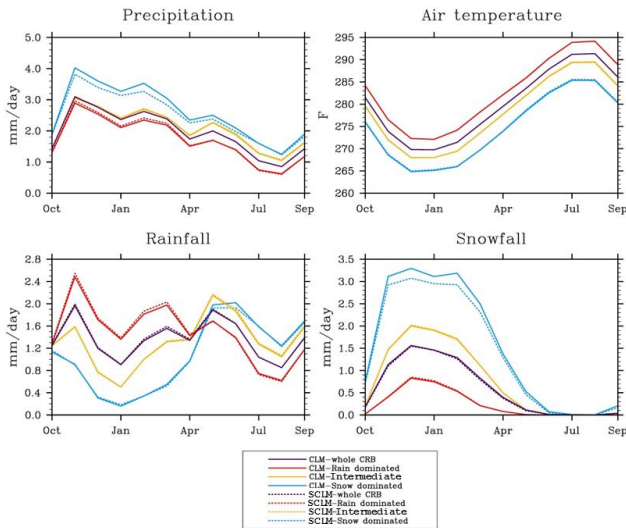 Precipitation
Air temperature
mm/day
5.0
4.0
3.0
2.0
1.0
0.0
Oct
Jan
Apr
Jul
Sep
F
295
290
285
280
275
270
265
260
Oct
Jan
Apr
Jul
Sep
Rainfall
Snowfall
mm/day
2.8
2.4
2.0
1.6
1.2
0.8
0.4
0.0
Oct
Jan
Apr
Jul
Sep
mm/day
3.5
3.0
2.5
2.0
1.5
1.0
0.5
0.0
Oct
Jan
Apr
Jul
Sep
CLM-whole CRB
CLM-Rain dominated
CLM-Intermediate
CLM-Snow dominated
SCLM-whole CRB
SCLM-Rain dominated
SCLM-Intermediate
SCLM-Snow dominated